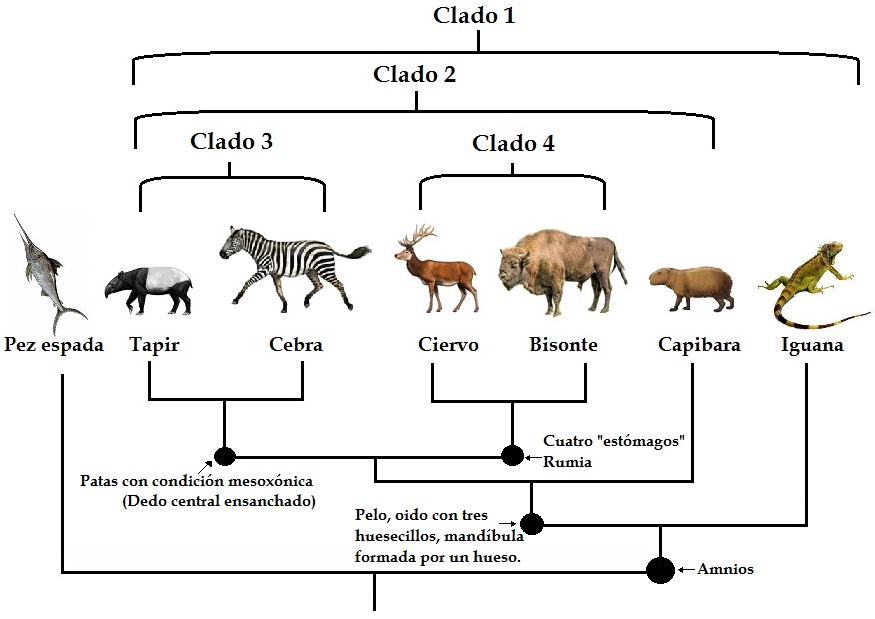 Clado 1
Clado 2
Clado 3
Clado 4
Pez espada
Tapir
Cebra
Ciervo
Bisonte
Capibara
Iguana
Cuatro "estómagos"
Rumia
Patas con condición mesoxónica
(Dedo central ensanchado)
Pelo, oido con tres
huesecillos, mandíbula
formada por un hueso.
Amnios